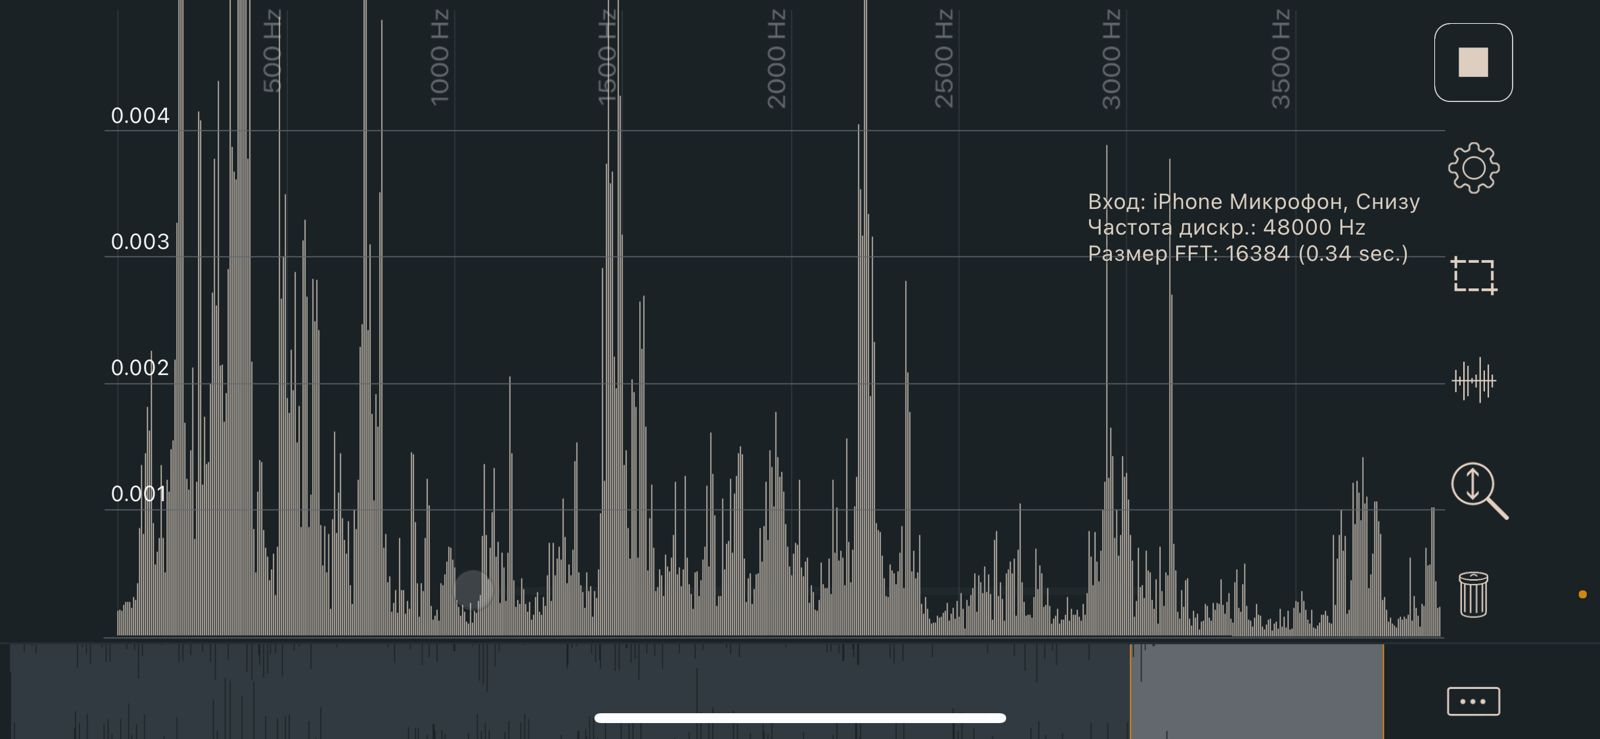 500 Hz
1000 Hz
1500 Hz
2000 Hz
2500 Hz
3000 Hz
3500 Hz
0.004
0.003
0.002
0.001
Вход: iPhone Микрофон, Снизу
Частота дискр.: 48000 Hz
Размер FFT: 16384 (0.34 sec.)